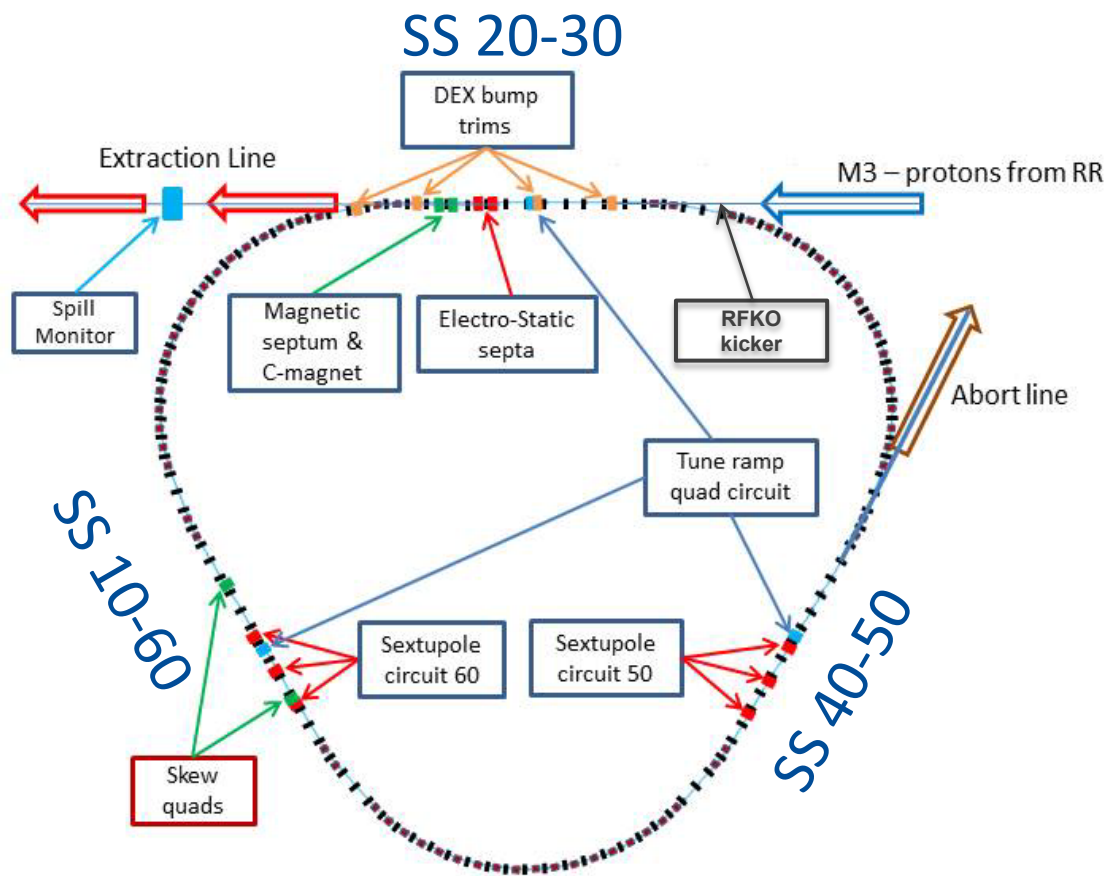 SS 20-30
DEX bump
trims
Extraction Line
M3 – protons from RR
Spill
Monitor
Magnetic
septum &
C-magnet
Electro-Static
septa
RFKO
kicker
Abort line
Tune ramp
quad circuit
SS 10-60
Sextupole
circuit 60
Sextupole
circuit 50
SS 40-50
Skew
quads